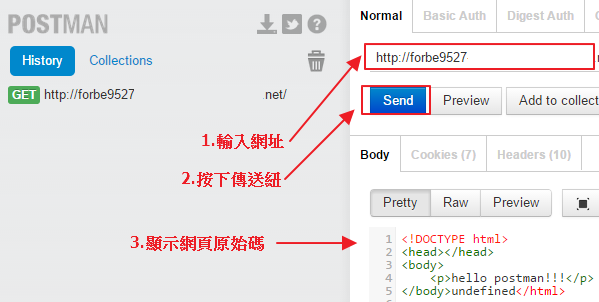 POSTMAN
History
Collections
GET http://forbe9527 .net/
1.輸入網址
2.按下傳送紐
3.顯示網頁原始碼
Normal
Basic Auth
Digest Auth
http://forbe9527
Send
Preview
Add to collec
Body
Cookies (7)
Headers (10)
Pretty
Raw
Preview
1 <!DOCTYPE html>
2 <head></head>
3 <body>
4 <p>hello postman!!!</p>
5 </body>undefined</html>